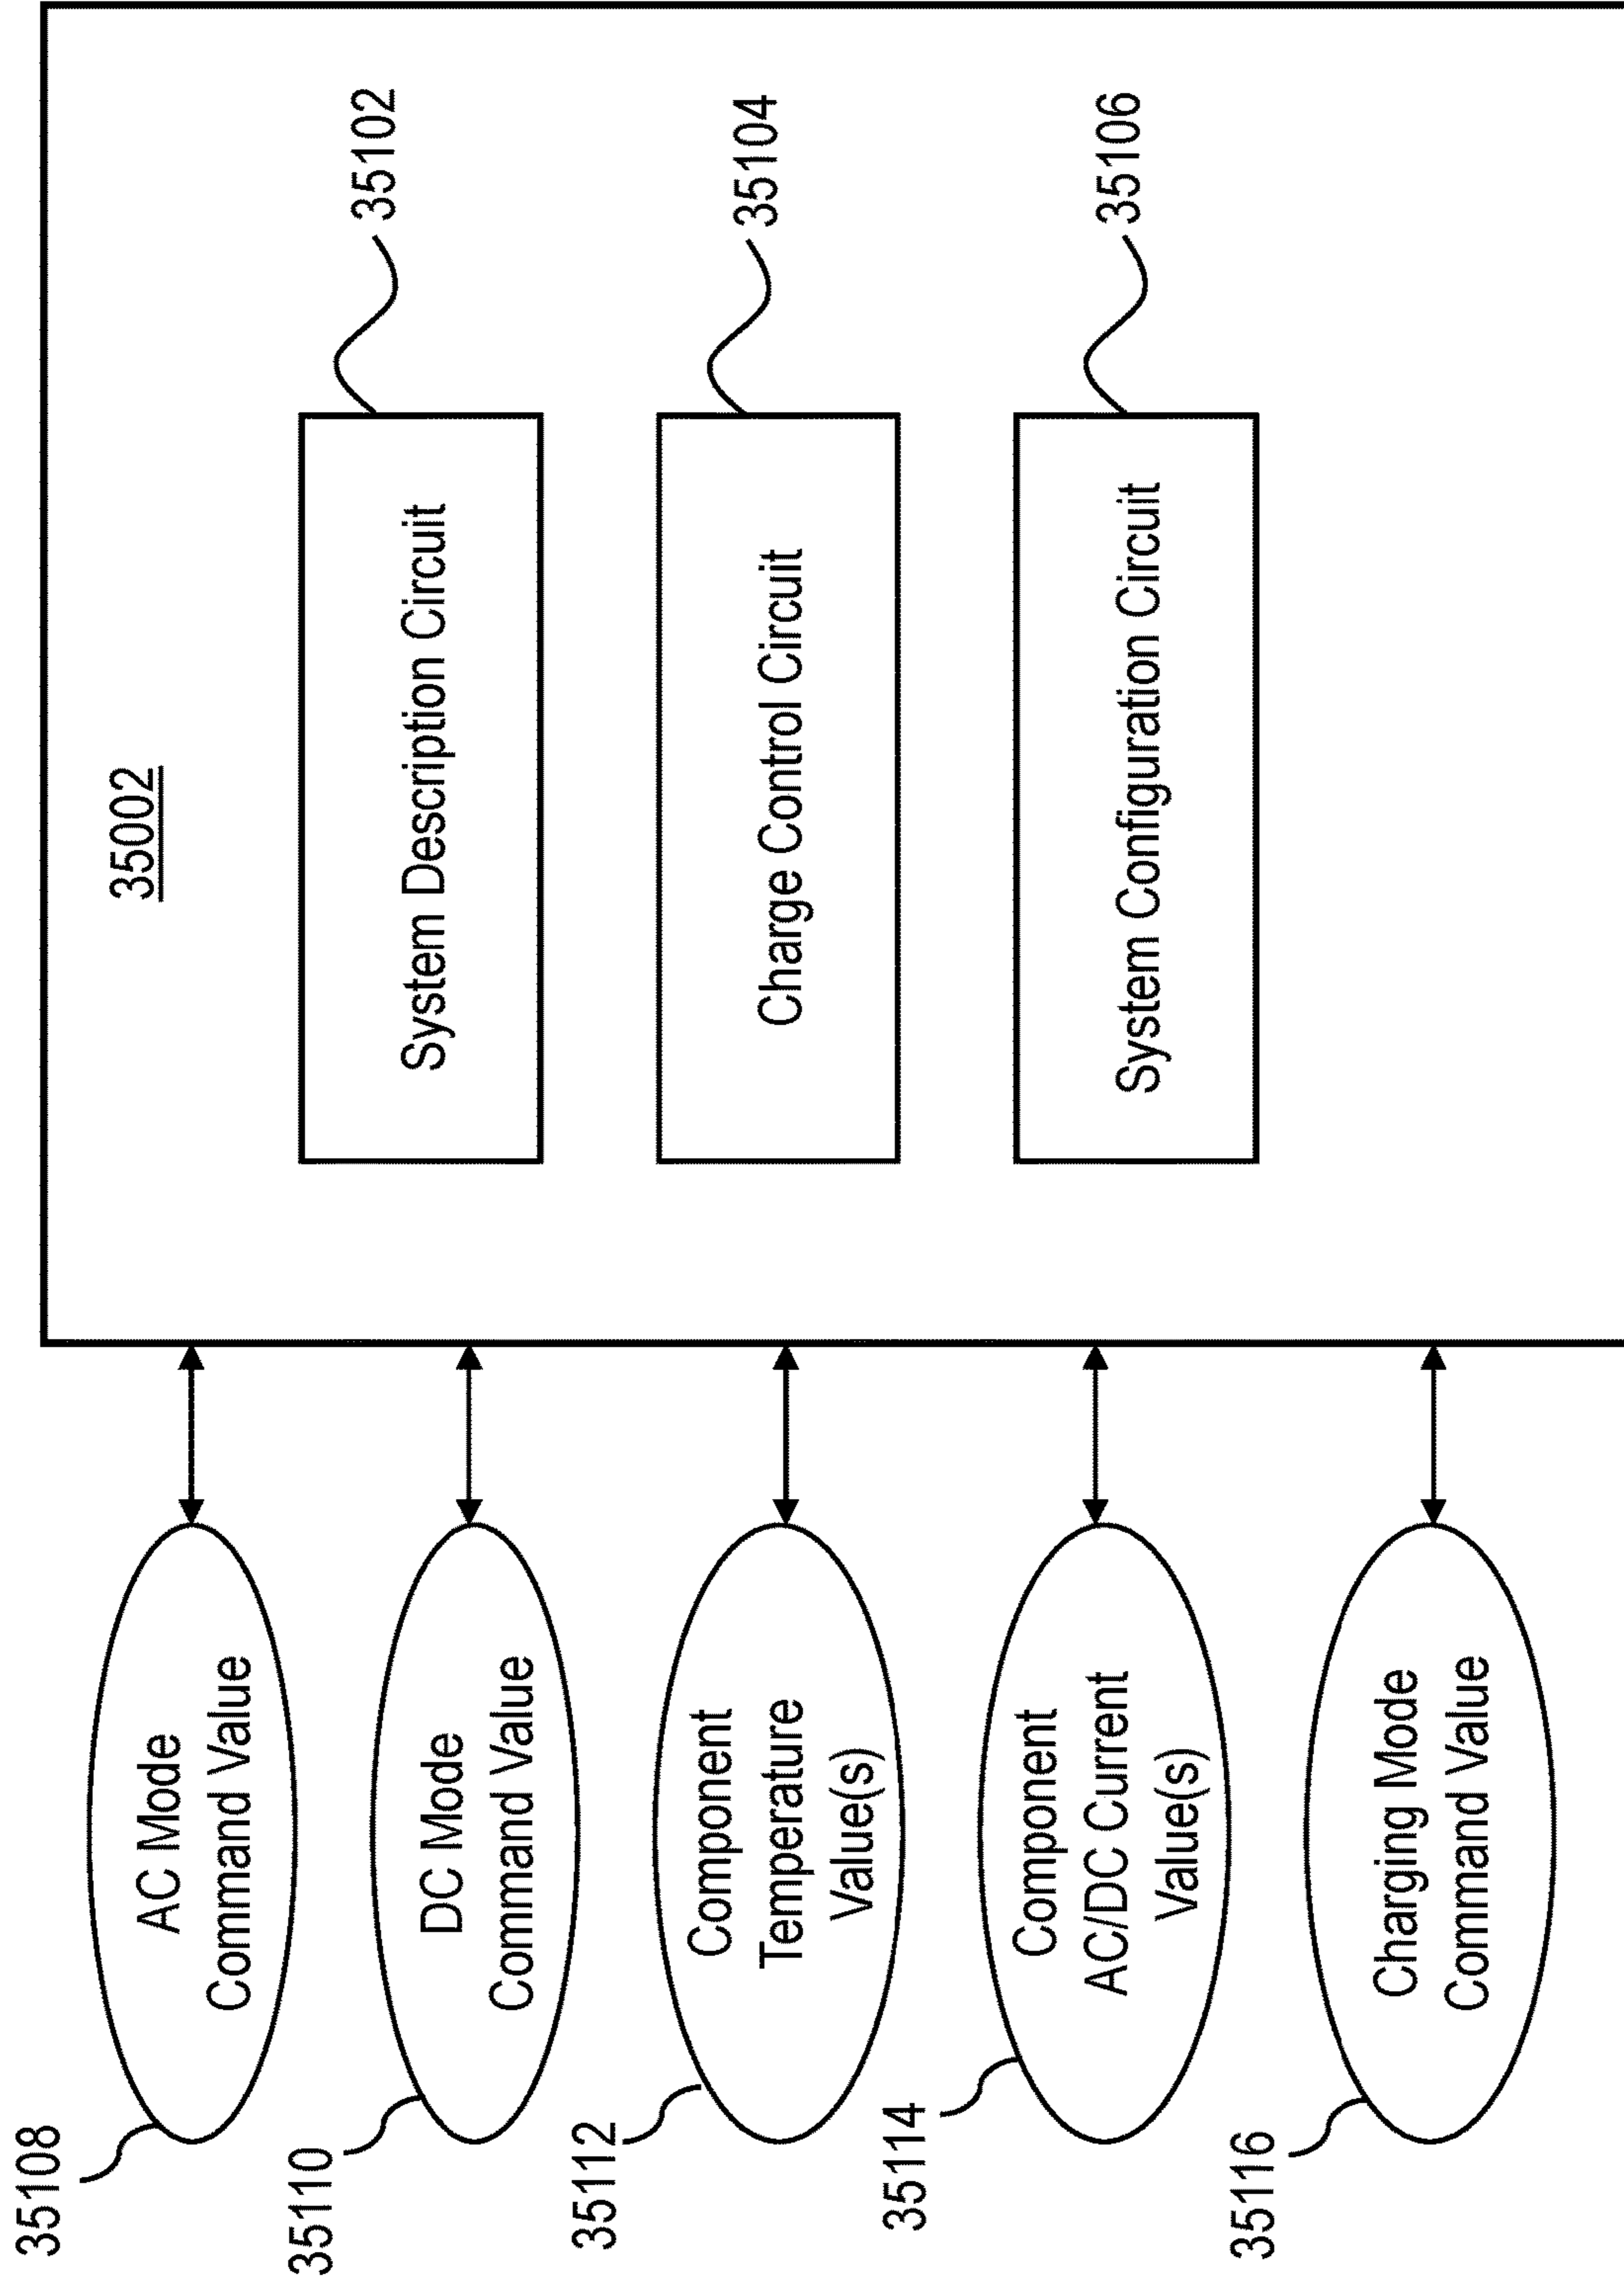 35002
35102
System Description Circuit
35104
Charge Control Circuit
35106
System Configuration Circuit
35108
AC Mode
Command Value
35110
DC Mode
Command Value
35112
Component
Temperature
Value(s)
35114
Component
AC/DC Current
Value(s)
35116
Charging Mode
Command Value